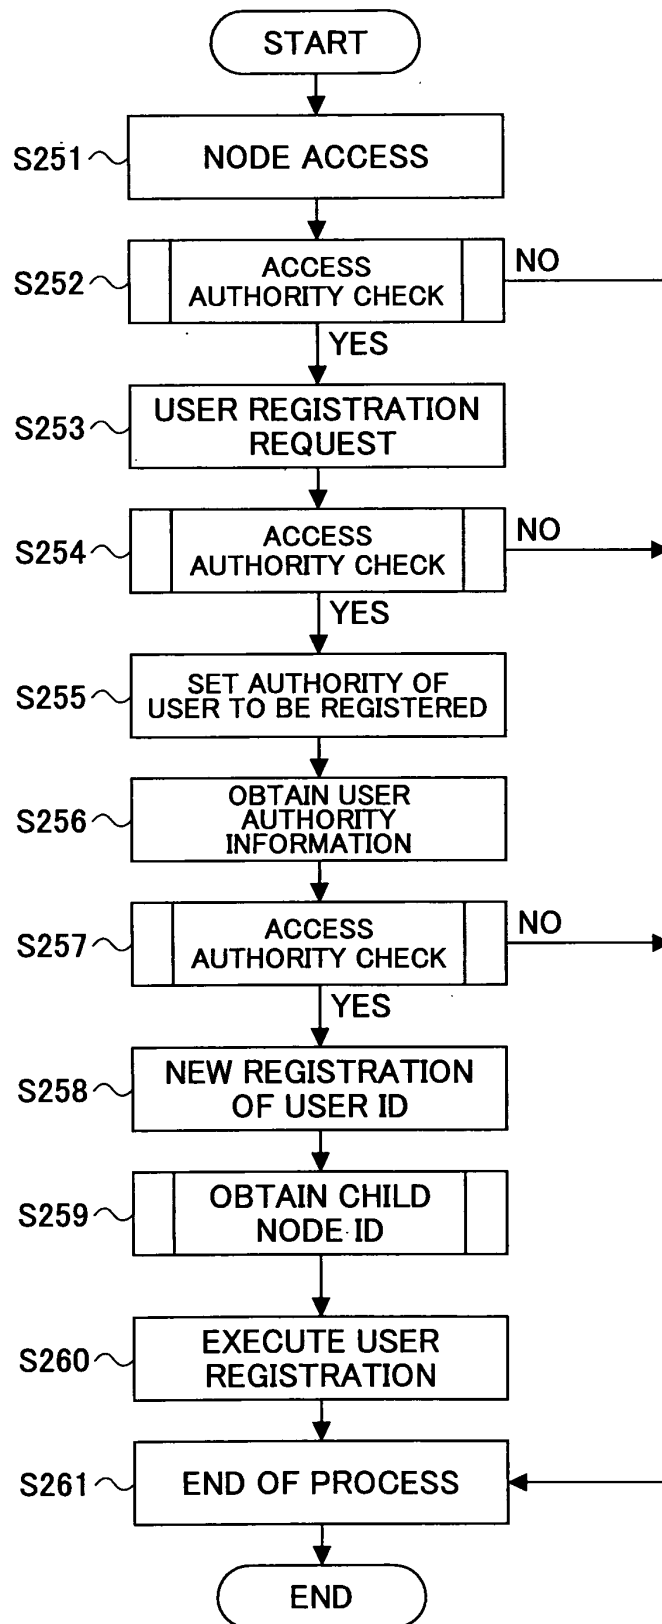 START
S251
NODE ACCESS
S252
ACCESS
AUTHORITY CHECK
NO
YES
S253
USER REGISTRATION
REQUEST
S254
ACCESS
AUTHORITY CHECK
NO
YES
S255
SET AUTHORITY OF
USER TO BE REGISTERED
S256
OBTAIN USER
AUTHORITY
INFORMATION
S257
ACCESS
AUTHORITY CHECK
NO
YES
S258
NEW REGISTRATION
OF USER ID
S259
OBTAIN CHILD
NODE ID
S260
EXECUTE USER
REGISTRATION
S261
END OF PROCESS
END